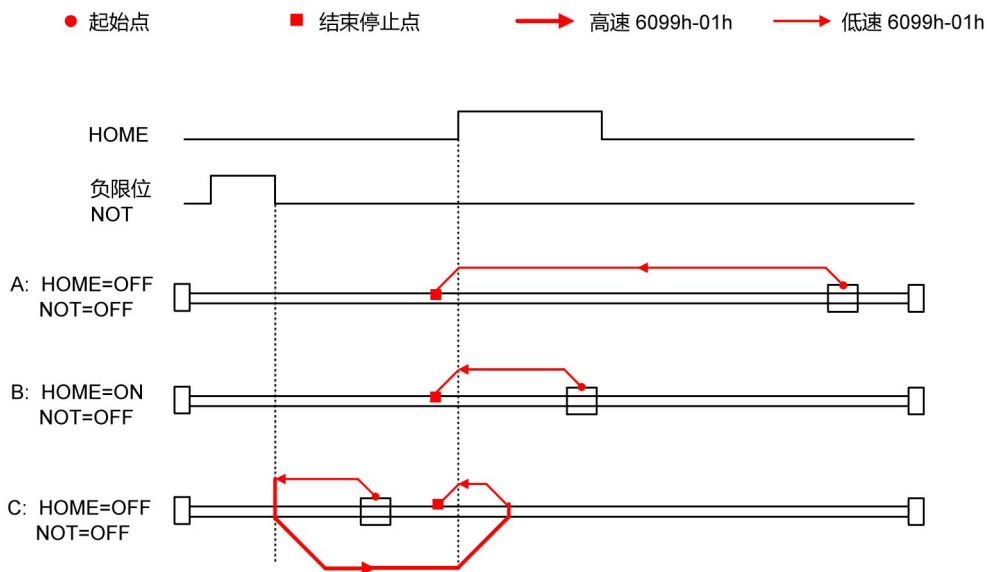 起始点
结束停止点
高速 6099h-01h
低速 6099h-01h
HOME
负限位
NOT
A: HOME=OFF
NOT=OFF
B: HOME=ON
NOT=OFF
C: HOME=OFF
NOT=OFF